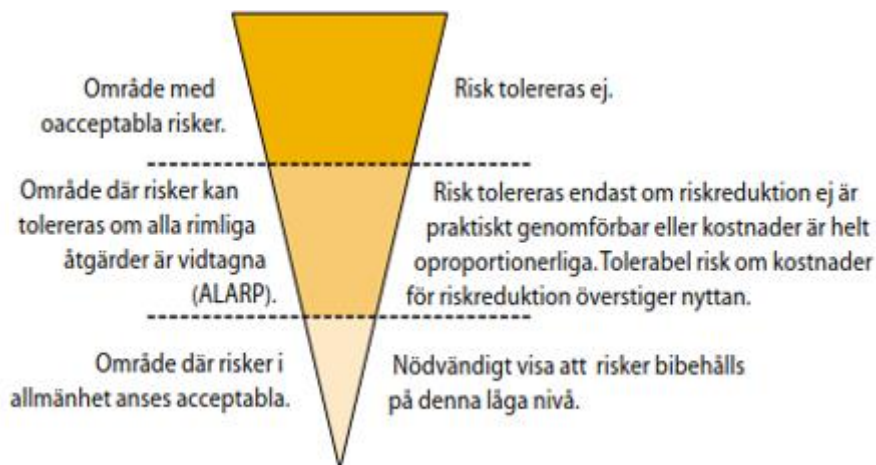 Område med
oacceptabla risker.
Risk tolereras ej.
Område där risker kan
tolereras om alla rimliga
åtgärder är vidtagna
(ALARP).
Risk tolereras endast om riskreduktion ej är
praktiskt genomförbar eller kostnader är helt
oproportionerliga. Tolerabel risk om kostnader
för riskreduktion överstiger nyttan.
Område där risker i
allmänhet anses acceptabla.
Nödvändigt visa att risker bibehålls
på denna låga nivå.